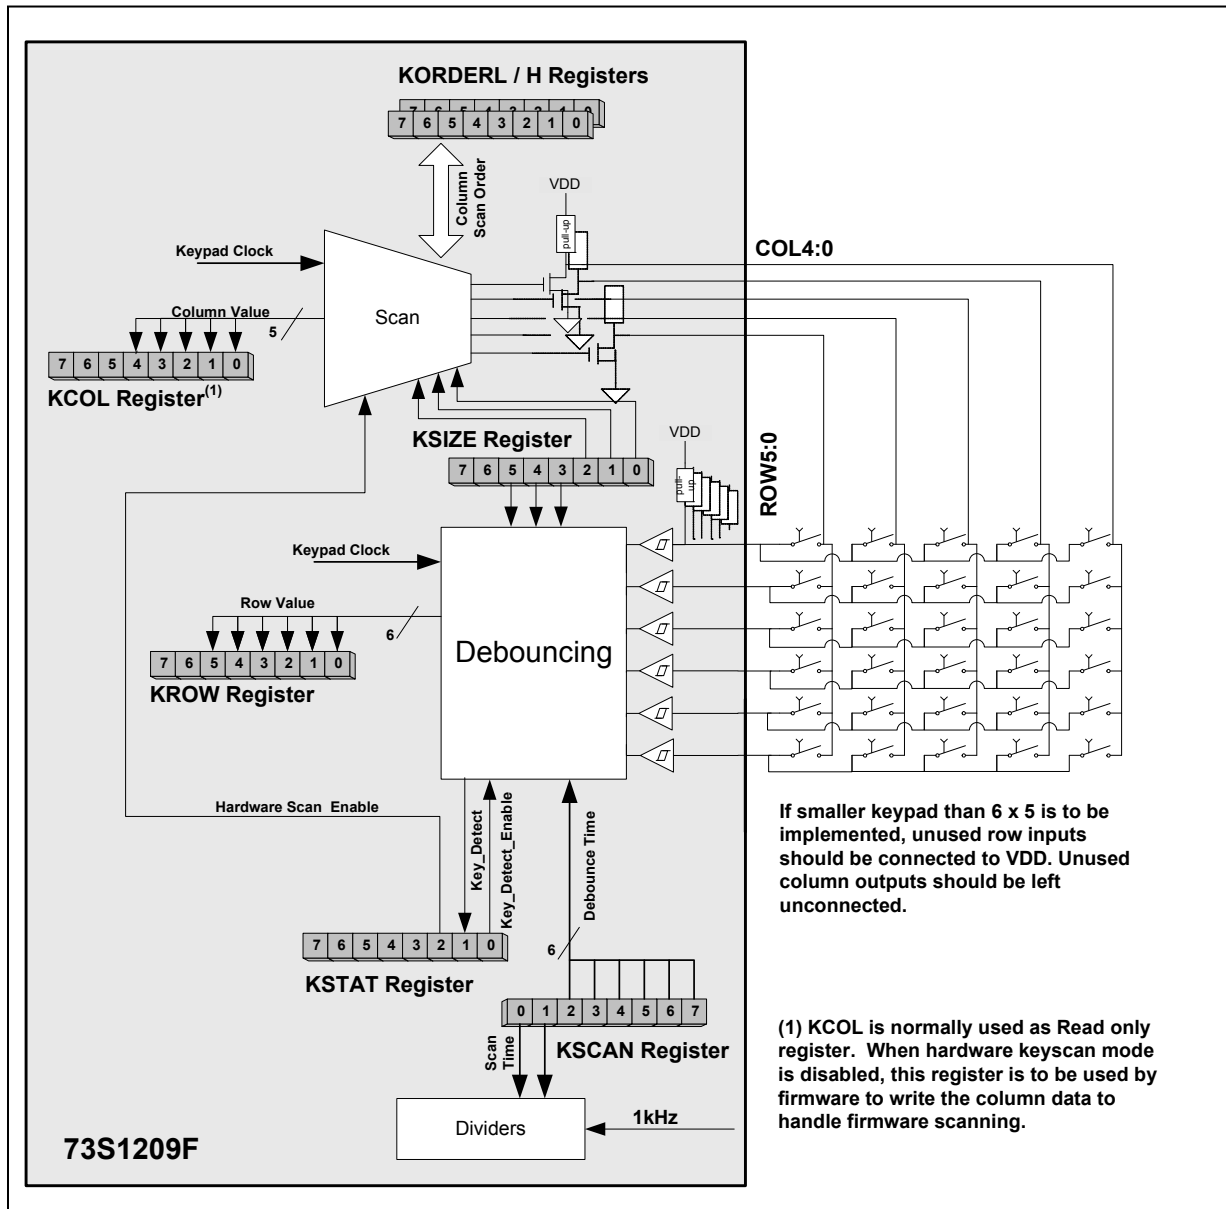 KORDERL / H Registers
7 6 5 4 3 2 1 0
7 6 5 4 3 2 1 0
Column
Scan Order
VDD
pull-up
COL4:0
Keypad Clock
Scan
Column Value
5
7 6 5 4 3 2 1 0
KCOL Register(1)
KSIZE Register
7 6 5 4 3 2 1 0
VDD
pull-
up
ROW5:0
Keypad Clock
Row Value
6
Debouncing
7 6 5 4 3 2 1 0
KROW Register
Hardware Scan Enable
Key_Detect
Key_Detect_Enable
Debounce Time
6
7 6 5 4 3 2 1 0
KSTAT Register
0 1 2 3 4 5 6 7
KSCAN Register
Scan
Time
Dividers
1kHz
73S1209F
If smaller keypad than 6 x 5 is to be
implemented, unused row inputs
should be connected to VDD. Unused
column outputs should be left
unconnected.
(1) KCOL is normally used as Read only
register. When hardware keyscan mode
is disabled, this register is to be used by
firmware to write the column data to
handle firmware scanning.